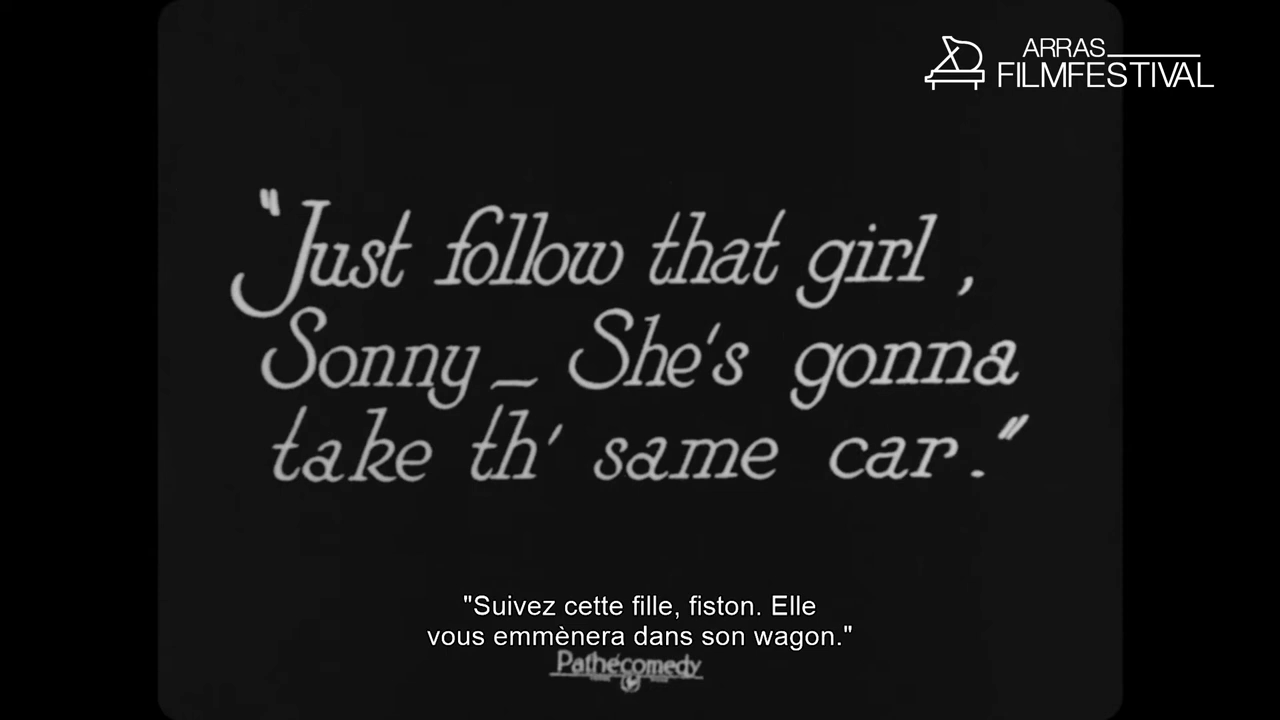 ARRAS
FILMFESTIVAL
"Just follow that girl,
Sonny — She's gonna
take th' same car."
"Suivez cette fille, fiston. Elle
vous emmènera dans son wagon."
Pathécomedy